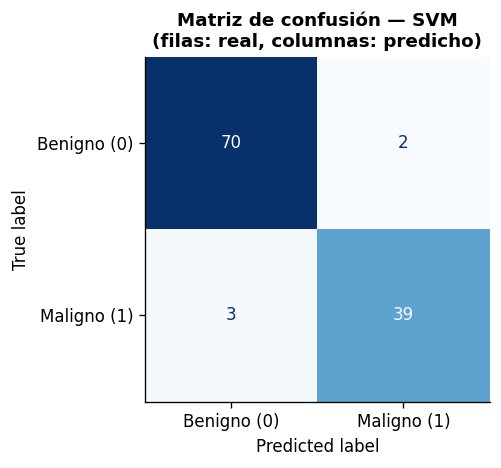 Matriz de confusión — SVM
(filas: real, columnas: predicho)
True label
Benigno (0)
70
2
Maligno (1)
3
39
Benigno (0)
Maligno (1)
Predicted label